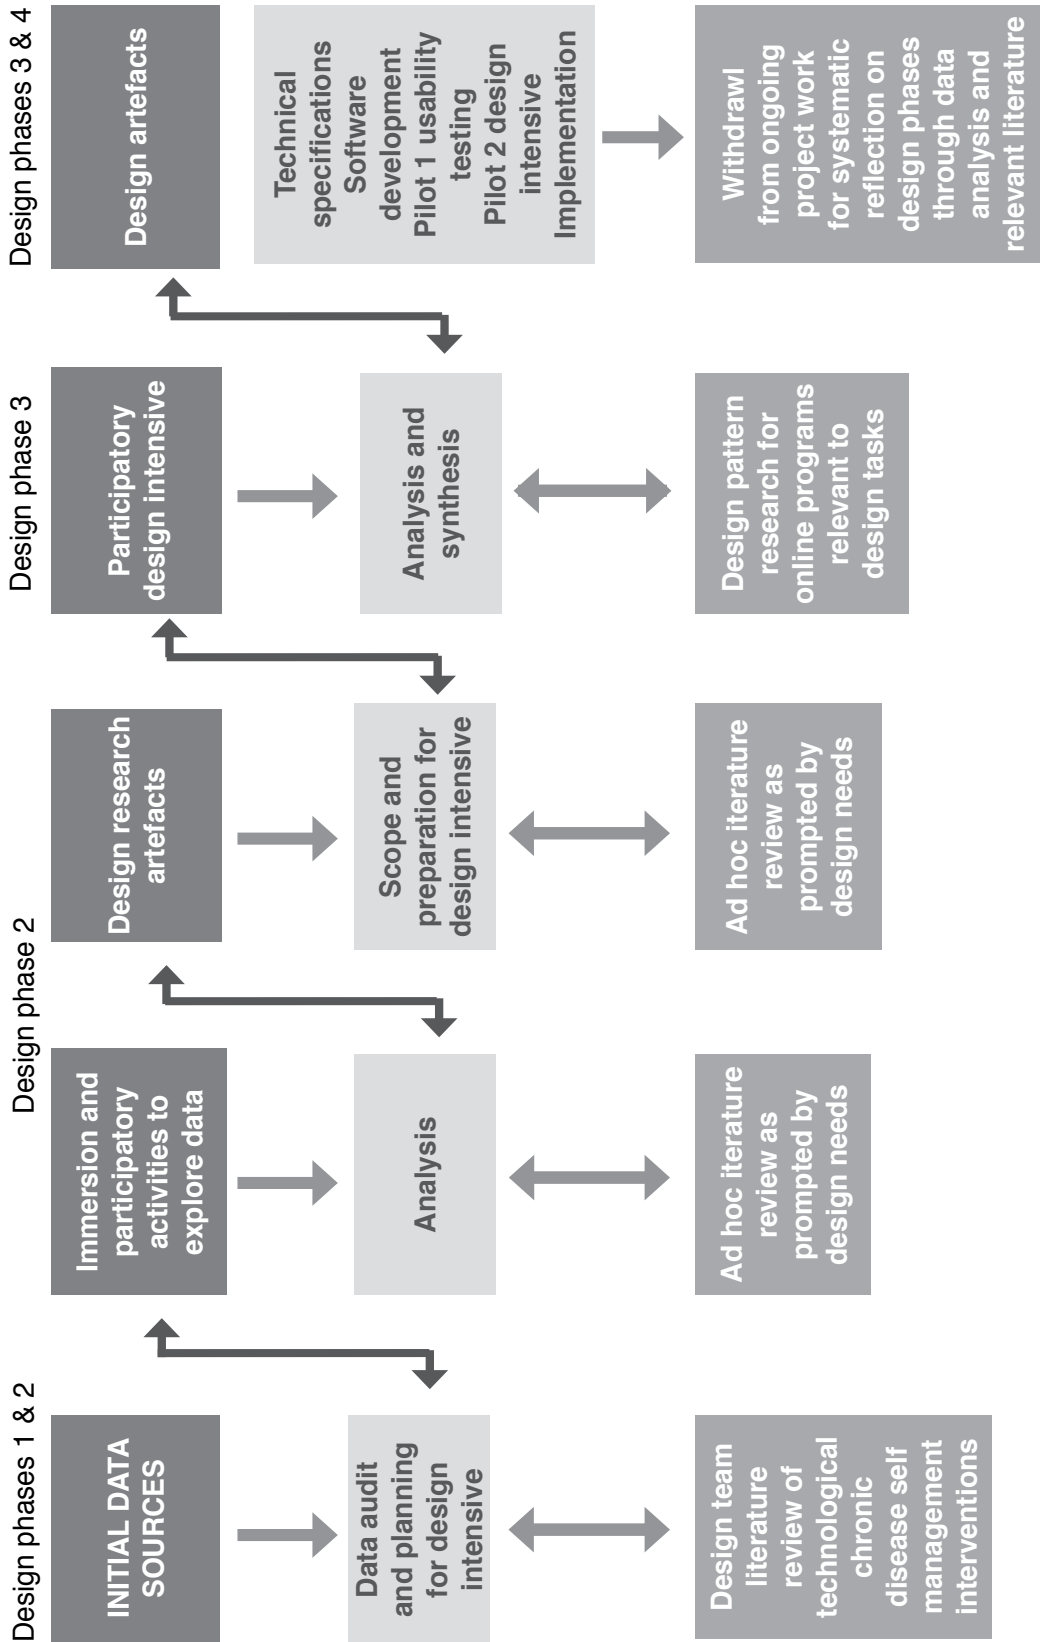 Design phases 1 & 2
INITIAL DATA
SOURCES
Data audit
and planning
for design
intensive
Design team
literature
review of
technological
chronic
disease self
management
interventions
Design phase 2
Immersion and
participatory
activities to
explore data
Analysis
Ad hoc iterature
review as
prompted by
design needs
Design research
artefacts
Scope and
preparation for
design intensive
Ad hoc iterature
review as
prompted by
design needs
Design phase 3
Participatory
design intensive
Analysis and
synthesis
Design pattern
research for
online programs
relevant to
design tasks
Design phases 3 & 4
Design artefacts
Technical
specifications
Software
development
Pilot 1 usability
testing
Pilot 2 design
intensive
Implementation
Withdrawl
from ongoing
project work
for systematic
reflection on
design phases
through data
analysis and
relevant literature